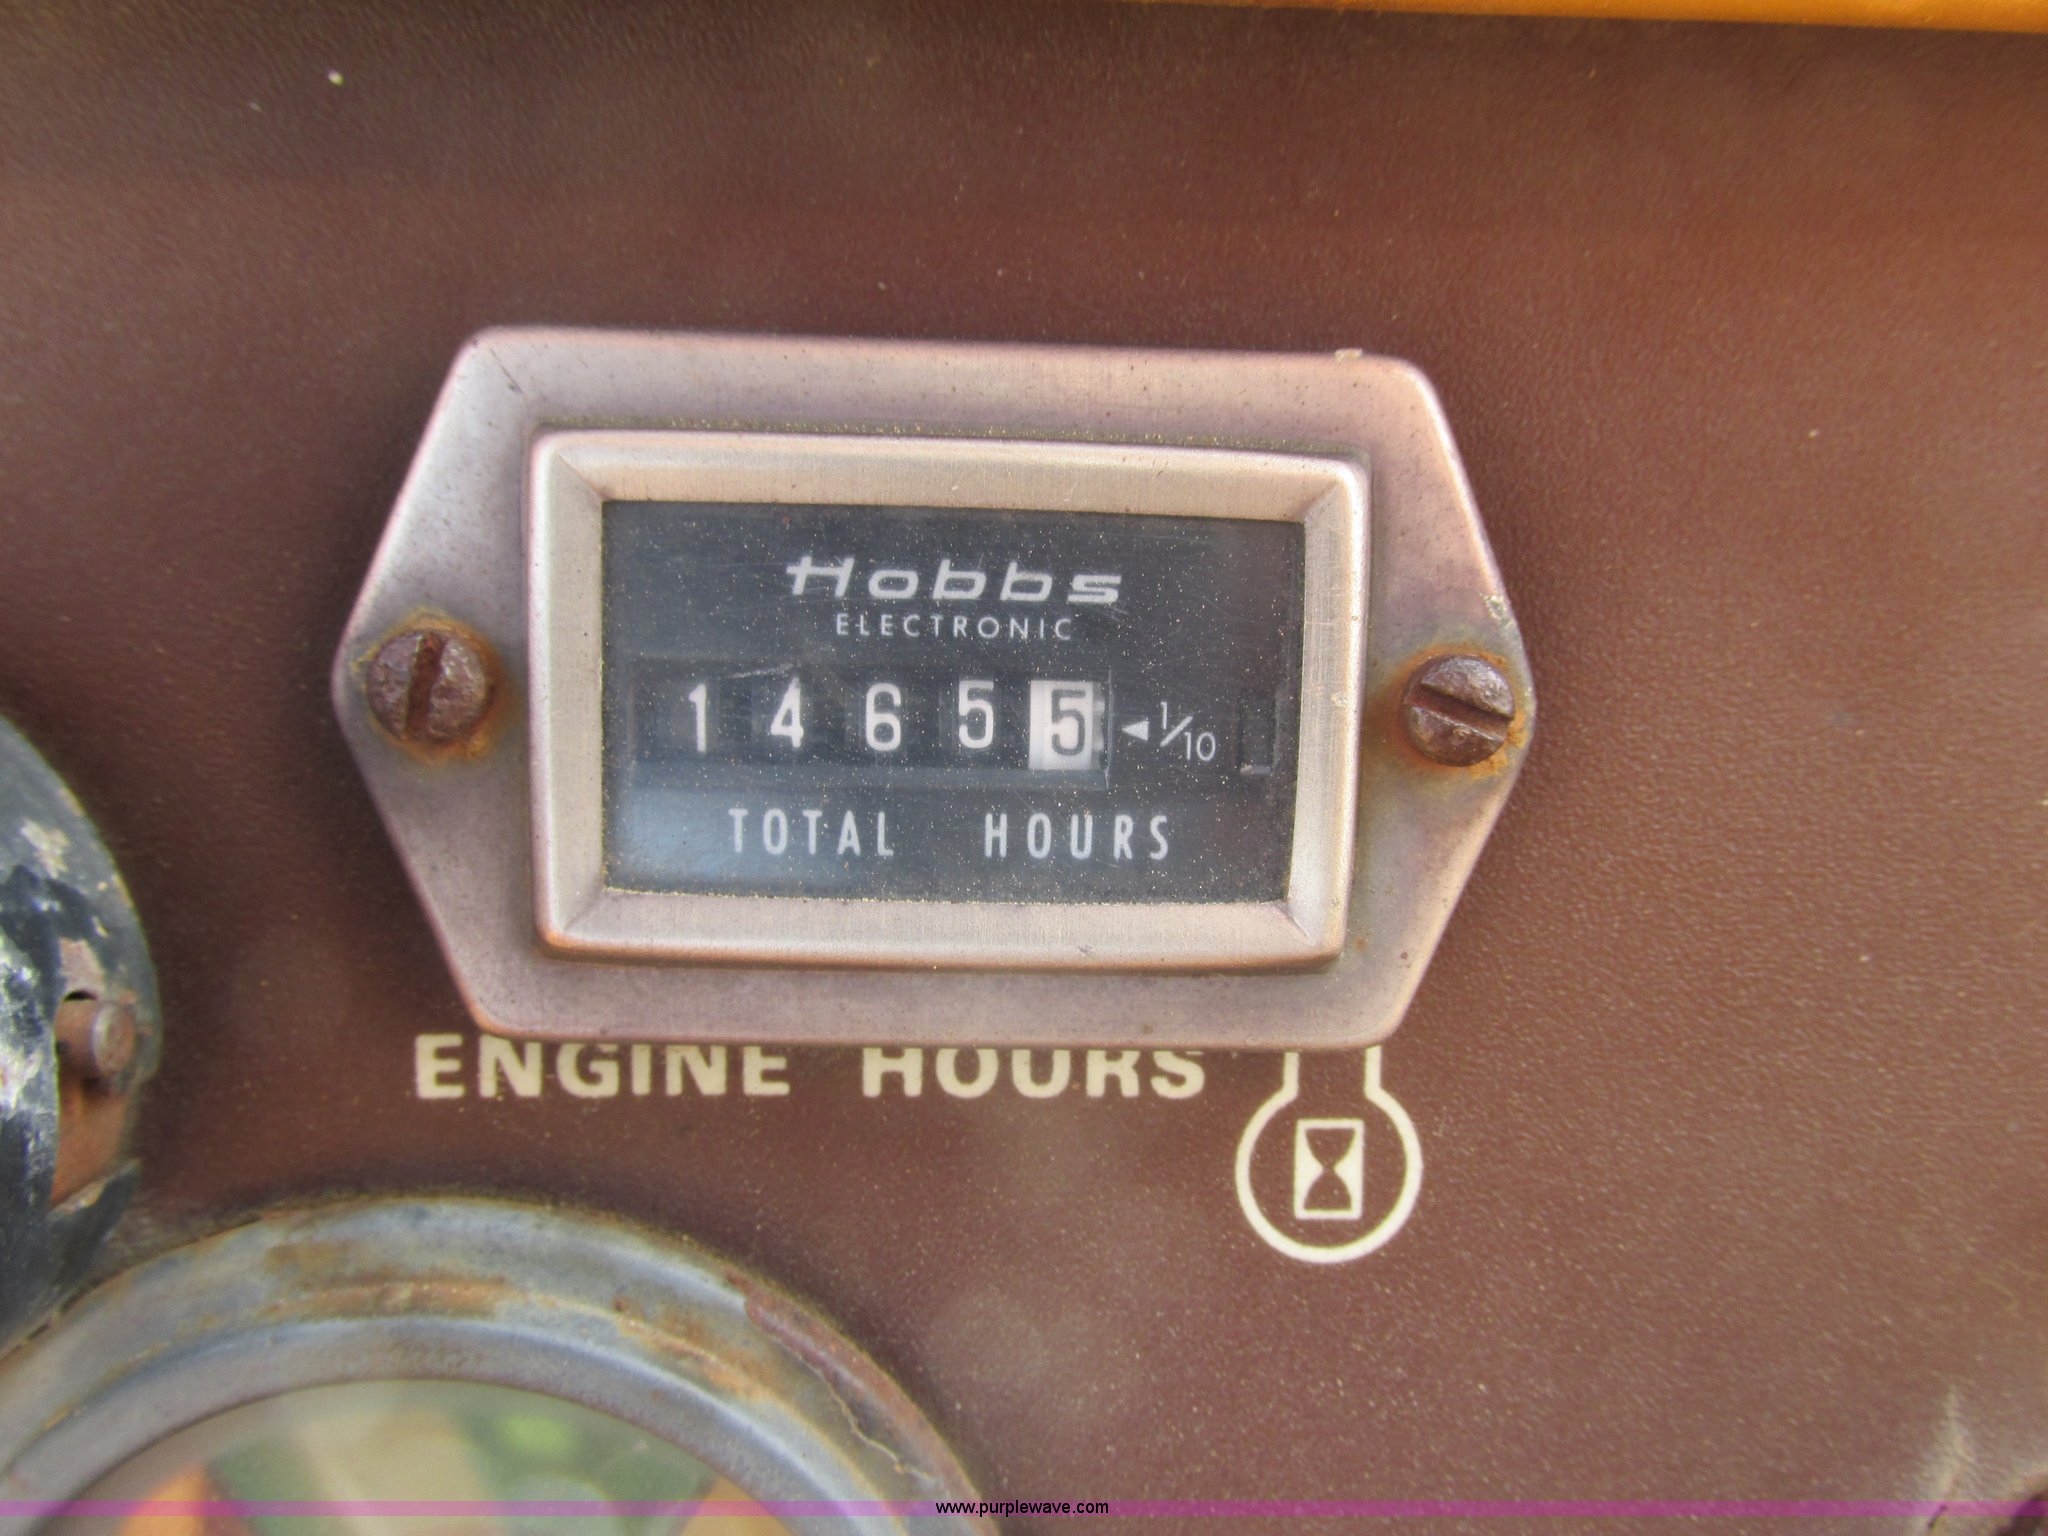 Hobbs
ELECTRONIC
14655 ◄1/10
TOTAL HOURS
ENGINE HOURS
www.purplewave.com